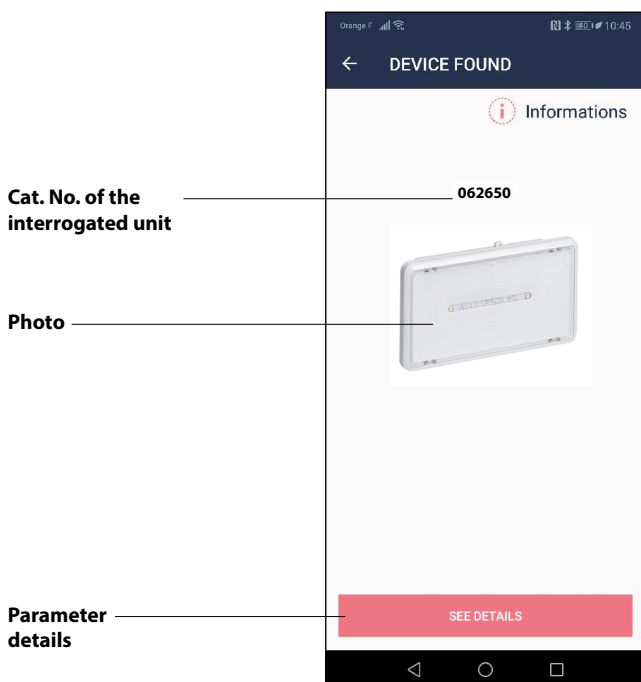 Orange F 10:45
DEVICE FOUND
Informations
Cat. No. of the
interrogated unit
062650
Photo
Parameter
details
SEE DETAILS